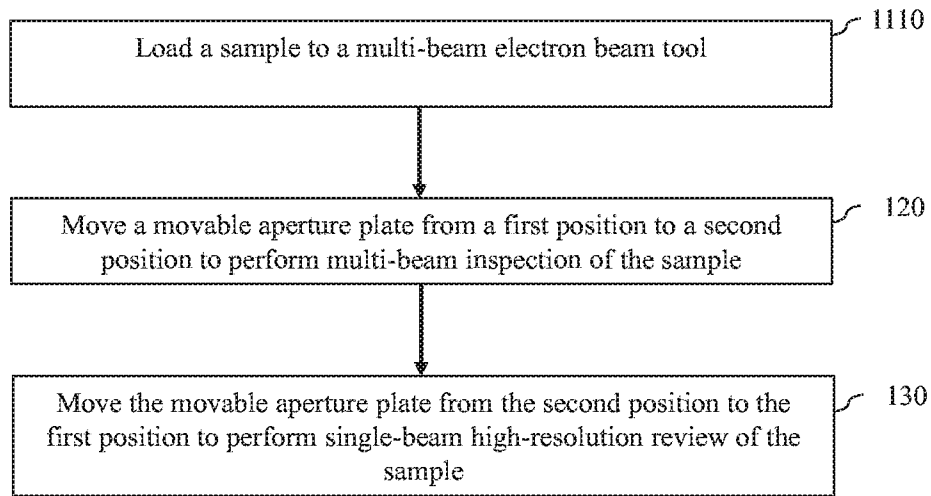 1110
Load a sample to a multi-beam electron beam tool
120
Move a movable aperture plate from a first position to a second
position to perform multi-beam inspection of the sample
130
Move the movable aperture plate from the second position to the
first position to perform single-beam high-resolution review of the
sample